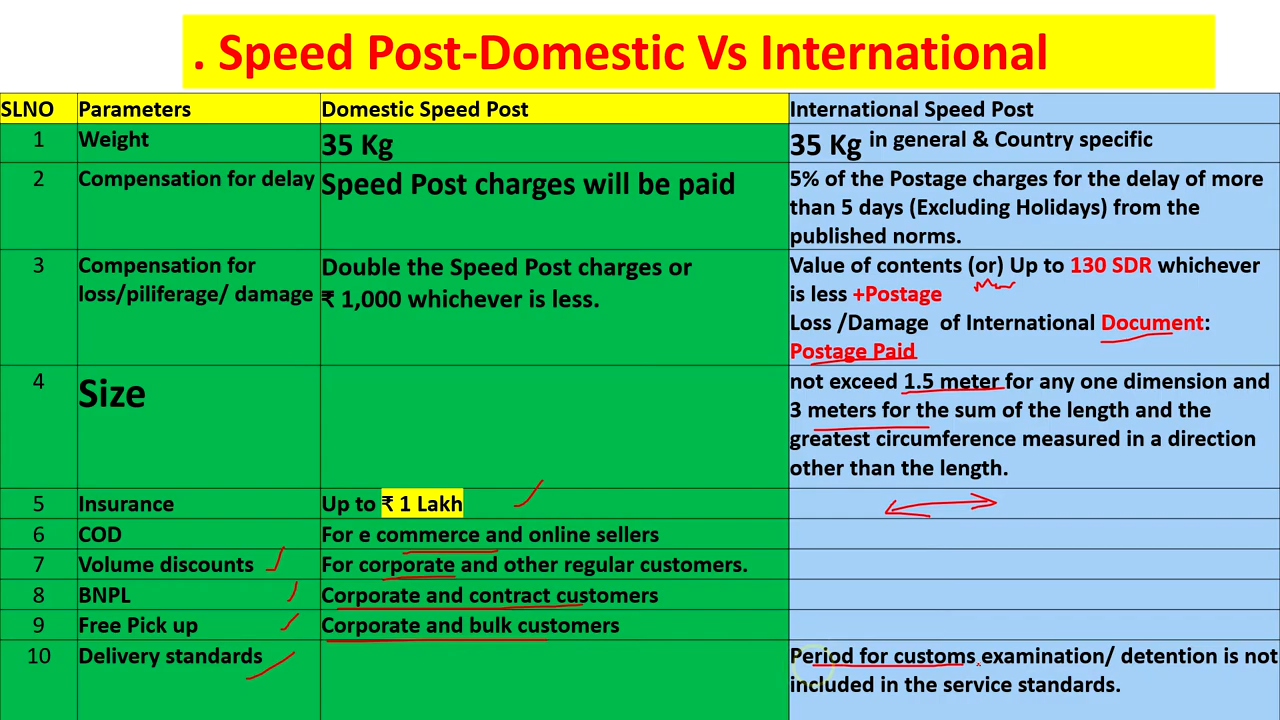 . Speed Post-Domestic Vs International
SLNO Parameters Domestic Speed Post International Speed Post
1 Weight 35 Kg 35 Kg in general & Country specific
2 Compensation for delay Speed Post charges will be paid 5% of the Postage charges for the delay of more
than 5 days (Excluding Holidays) from the
published norms.
3 Compensation for Double the Speed Post charges or Value of contents (or) Up to 130 SDR whichever
loss/piliferage/ damage ₹ 1,000 whichever is less. is less +Postage
Loss /Damage of International Document:
Postage Paid
4 Size not exceed 1.5 meter for any one dimension and
3 meters for the sum of the length and the
greatest circumference measured in a direction
other than the length.
5 Insurance Up to ₹ 1 Lakh
6 COD For e commerce and online sellers
7 Volume discounts For corporate and other regular customers.
8 BNPL Corporate and contract customers
9 Free Pick up Corporate and bulk customers
10 Delivery standards Period for customs examination/ detention is not
included in the service standards.